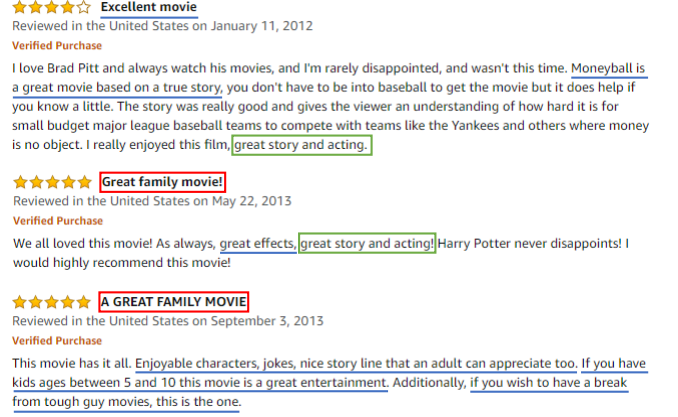 Excellent movie
Reviewed in the United States on January 11, 2012
Verified Purchase
I love Brad Pitt and always watch his movies, and I'm rarely disappointed, and wasn't this time. Moneyball is
a great movie based on a true story, you don't have to be into baseball to get the movie but it does help if
you know a little. The story was really good and gives the viewer an understanding of how hard it is for
small budget major league baseball teams to compete with teams like the Yankees and others where money
is no object. I really enjoyed this film, great story and acting.
Great family movie!
Reviewed in the United States on May 22, 2013
Verified Purchase
We all loved this movie! As always, great effects, great story and acting! Harry Potter never disappoints! I
would highly recommend this movie!
A GREAT FAMILY MOVIE
Reviewed in the United States on September 3, 2013
Verified Purchase
This movie has it all. Enjoyable characters, jokes, nice story line that an adult can appreciate too. If you have
kids ages between 5 and 10 this movie is a great entertainment. Additionally, if you wish to have a break
from tough guy movies, this is the one.